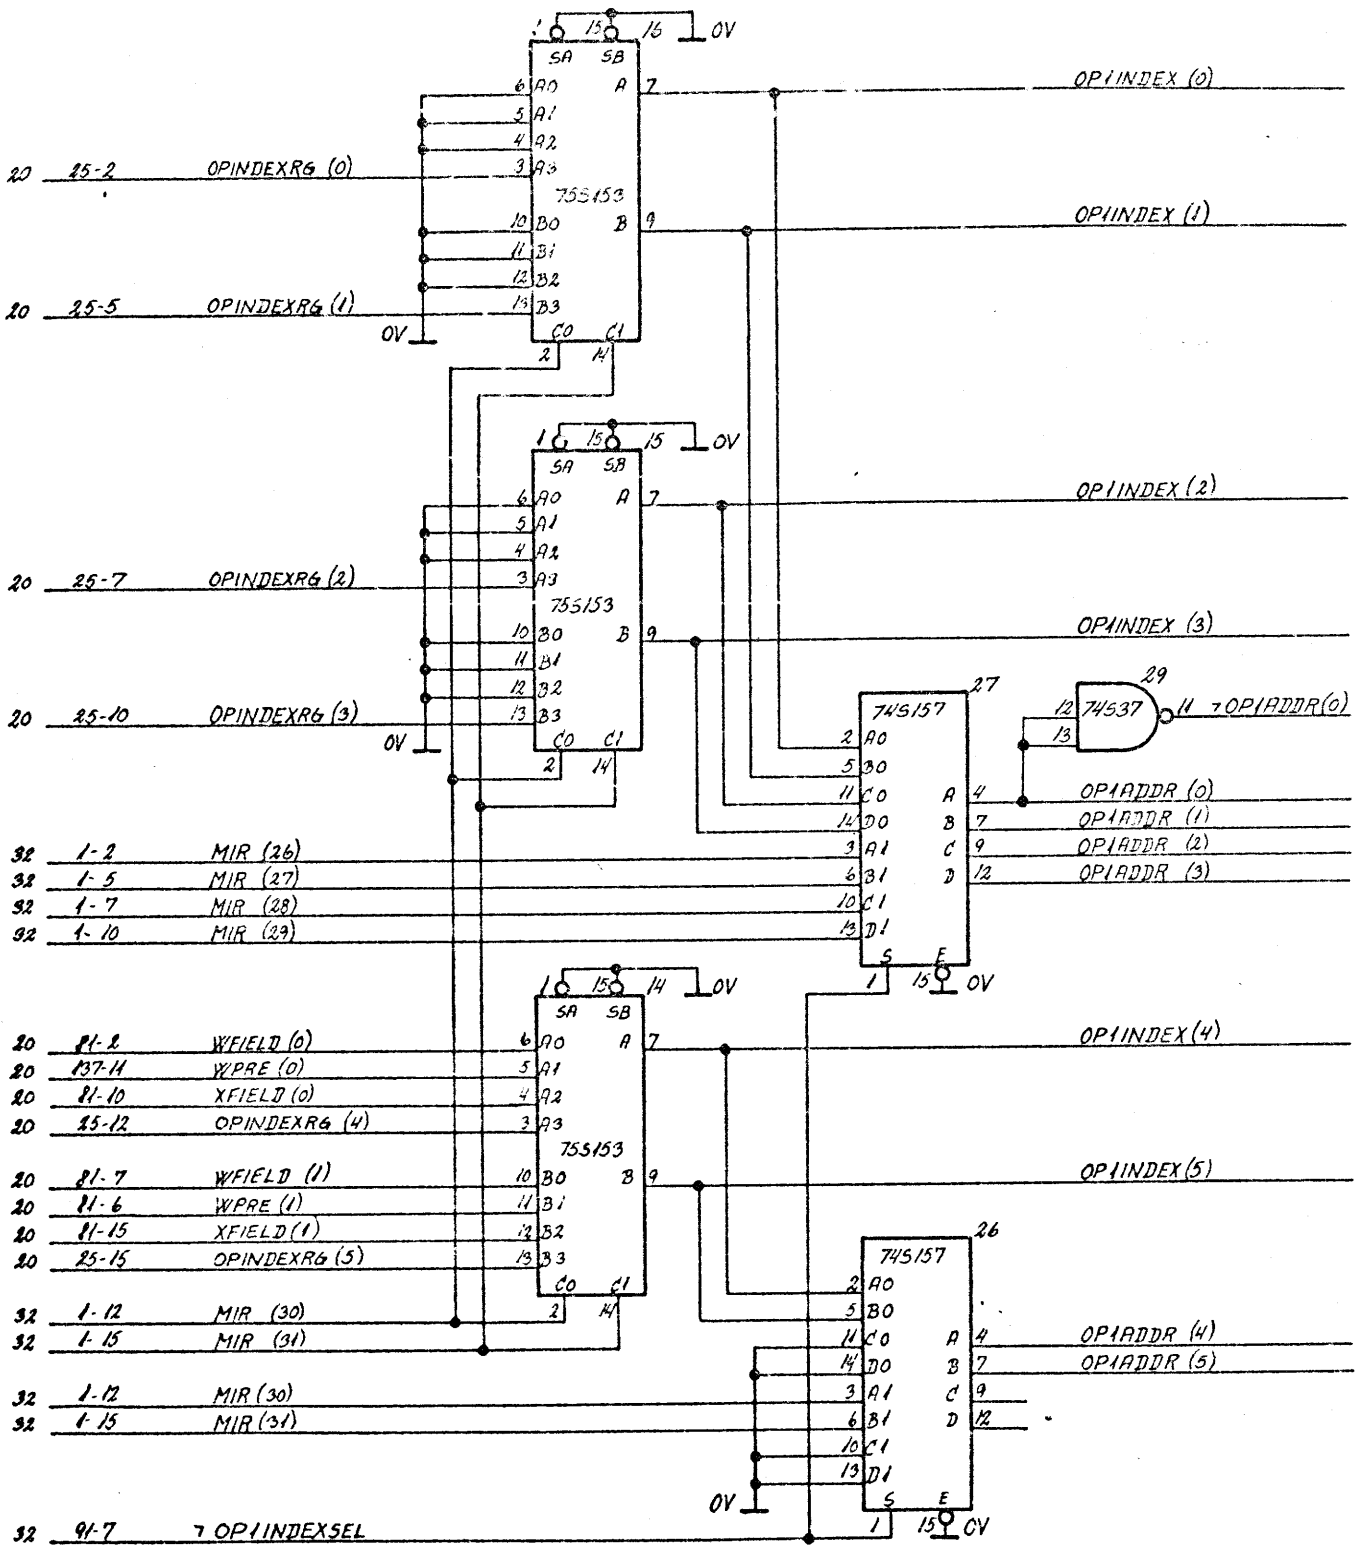 1 15 16 0V
SA SB
6 A0 A 7 OP1INDEX (0)
5 A1
4 A2
20 25-2 OPINDEXRG (0) 3 A3
75S153
10 B0 B 9 OP1INDEX (1)
11 B1
12 B2
20 25-5 OPINDEXRG (1) 13 B3
0V C0 C1
2 14
1 15 15 0V
SA SB
6 A0 A 7 OP1INDEX (2)
5 A1
4 A2
20 25-7 OPINDEXRG (2) 3 A3
75S153
10 B0 B 9 OP1INDEX (3)
11 B1
12 B2
20 25-10 OPINDEXRG (3) 13 B3
0V C0 C1
2 14
27 29
74S157 12 74S37 11 ¬OP1ADDR(0)
13
2 A0
5 B0
11 C0 A 4 OP1ADDR (0)
14 D0 B 7 OP1ADDR (1)
32 1-2 MIR (26) 3 A1 C 9 OP1ADDR (2)
32 1-5 MIR (27) 6 B1 D 12 OP1ADDR (3)
32 1-7 MIR (28) 10 C1
32 1-10 MIR (29) 13 D1
S E
1 15 0V
1 15 14 0V
SA SB
20 81-2 WFIELD (0) 6 A0 A 7 OP1INDEX (4)
20 137-11 WPRE (0) 5 A1
20 81-10 XFIELD (0) 4 A2
20 25-12 OPINDEXRG (4) 3 A3
75S153
20 81-7 WFIELD (1) 10 B0 B 9 OP1INDEX (5)
20 81-6 WPRE (1) 11 B1
20 81-15 XFIELD (1) 12 B2
20 25-15 OPINDEXRG (5) 13 B3
C0 C1
32 1-12 MIR (30) 2 14
32 1-15 MIR (31)
26
74S157
2 A0
5 B0
11 C0 A 4 OP1ADDR (4)
14 D0 B 7 OP1ADDR (5)
32 1-12 MIR (30) 3 A1 C 9
32 1-15 MIR (31) 6 B1 D 12
10 C1
13 D1
0V S E
1 15 0V
32 91-7 ¬OP1INDEXSEL